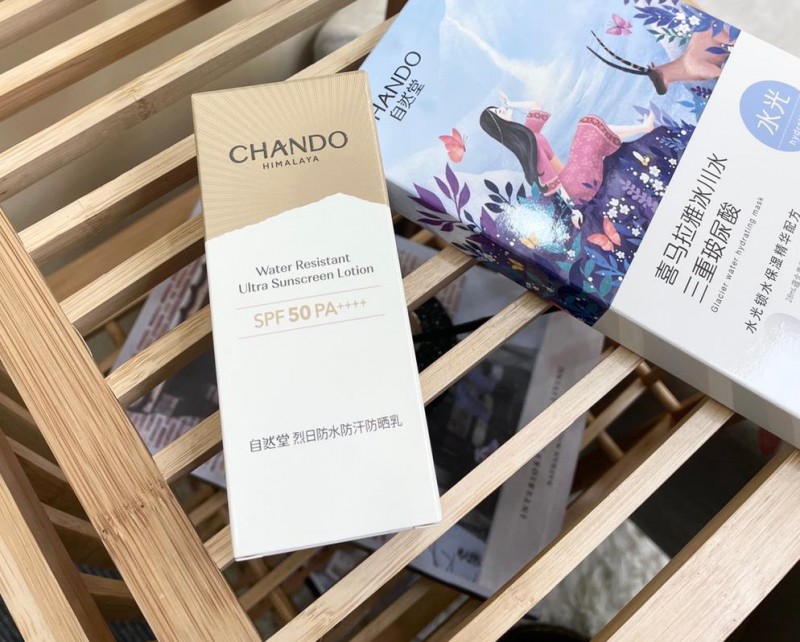 CHANDO
HIMALAYA
Water Resistant
Ultra Sunscreen Lotion
SPF 50 PA++++
自然堂 烈日防水防汗防晒乳
CHANDO
自然堂
水光
喜马拉雅冰川水
三重玻尿酸
Glacier water hydrating mask
水光锁水保湿精华配方